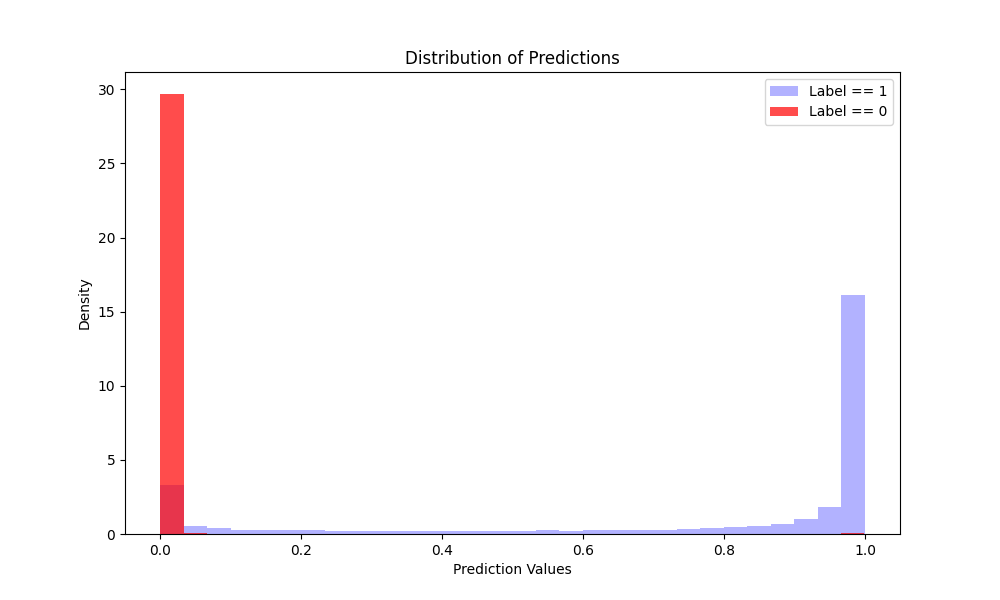 Distribution of Predictions
Label == 1
Label == 0
30
25
20
15
10
5
0
Density
0.0 0.2 0.4 0.6 0.8 1.0
Prediction Values